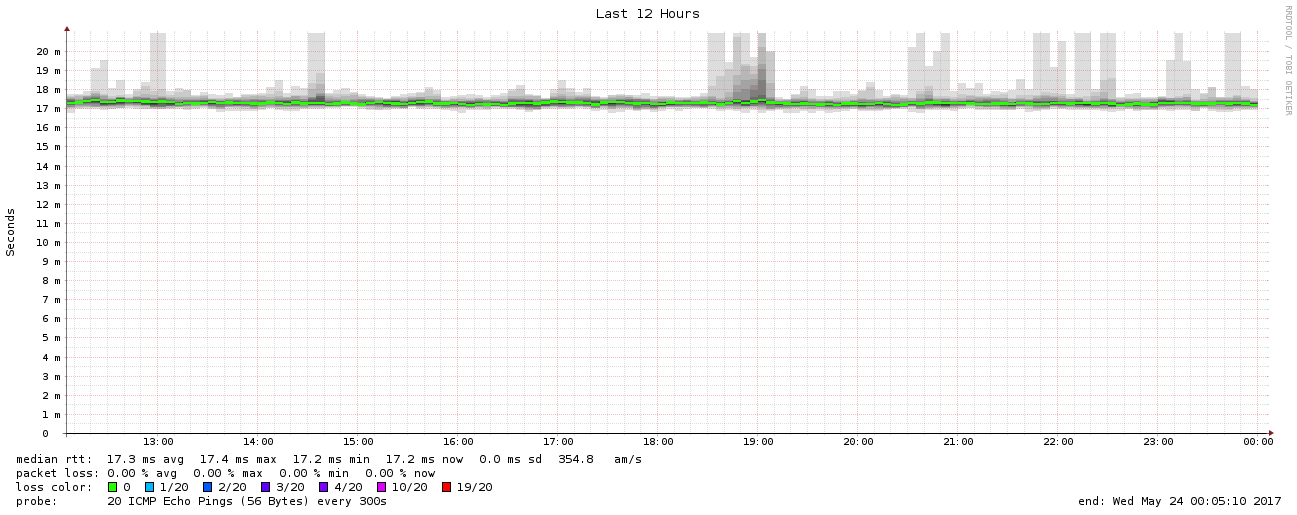 Last 12 Hours
RRDTOOL / TOBI OETIKER
Seconds
20 m
19 m
18 m
17 m
16 m
15 m
14 m
13 m
12 m
11 m
10 m
9 m
8 m
7 m
6 m
5 m
4 m
3 m
2 m
1 m
0
13:00 14:00 15:00 16:00 17:00 18:00 19:00 20:00 21:00 22:00 23:00 00:00
median rtt: 17.3 ms avg 17.4 ms max 17.2 ms min 17.2 ms now 0.0 ms sd 354.8 am/s
packet loss: 0.00 % avg 0.00 % max 0.00 % min 0.00 % now
loss color: 0 1/20 2/20 3/20 4/20 10/20 19/20
probe: 20 ICMP Echo Pings (56 Bytes) every 300s end: Wed May 24 00:05:10 2017